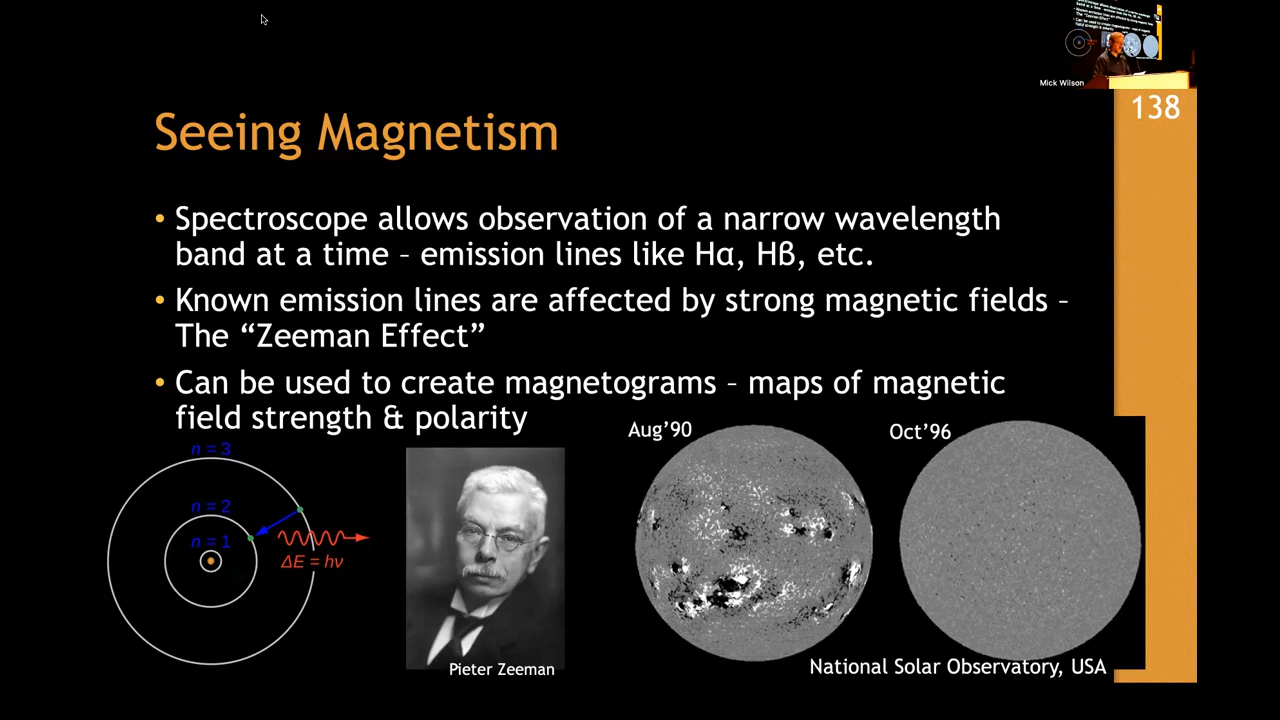 Mick Wilson
138
Seeing Magnetism
• Spectroscope allows observation of a narrow wavelength
band at a time – emission lines like Hα, Hß, etc.
• Known emission lines are affected by strong magnetic fields –
The “Zeeman Effect”
• Can be used to create magnetograms – maps of magnetic
field strength & polarity
n = 3
n = 2
n = 1
ΔE = hν
Pieter Zeeman
Aug’90
Oct’96
National Solar Observatory, USA